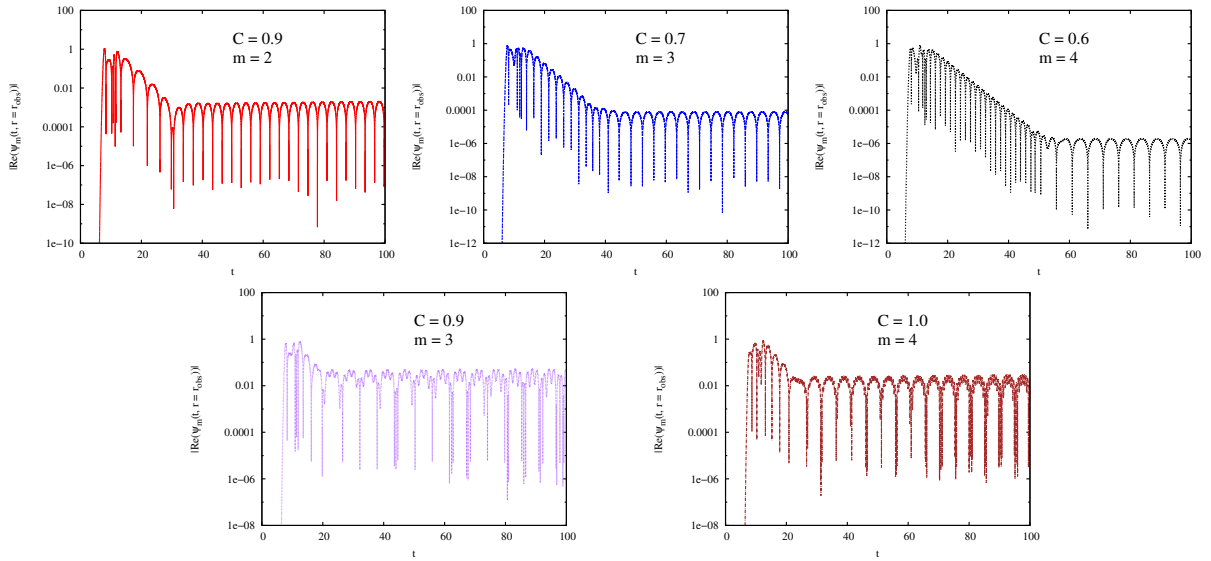 100
1
0.01
0.0001
1e−06
1e−08
1e−10
0 20 40 60 80 100
t
|Re(ψm(t, r = robs))|
C = 0.9
m = 2
100
1
0.01
0.0001
1e−06
1e−08
1e−10
1e−12
0 20 40 60 80 100
t
|Re(ψm(t, r = robs))|
C = 0.7
m = 3
100
1
0.01
0.0001
1e−06
1e−08
1e−10
1e−12
0 20 40 60 80 100
t
|Re(ψm(t, r = robs))|
C = 0.6
m = 4
100
1
0.01
0.0001
1e−06
1e−08
0 20 40 60 80 100
t
|Re(ψm(t, r = robs))|
C = 0.9
m = 3
100
1
0.01
0.0001
1e−06
1e−08
0 20 40 60 80 100
t
|Re(ψm(t, r = robs))|
C = 1.0
m = 4